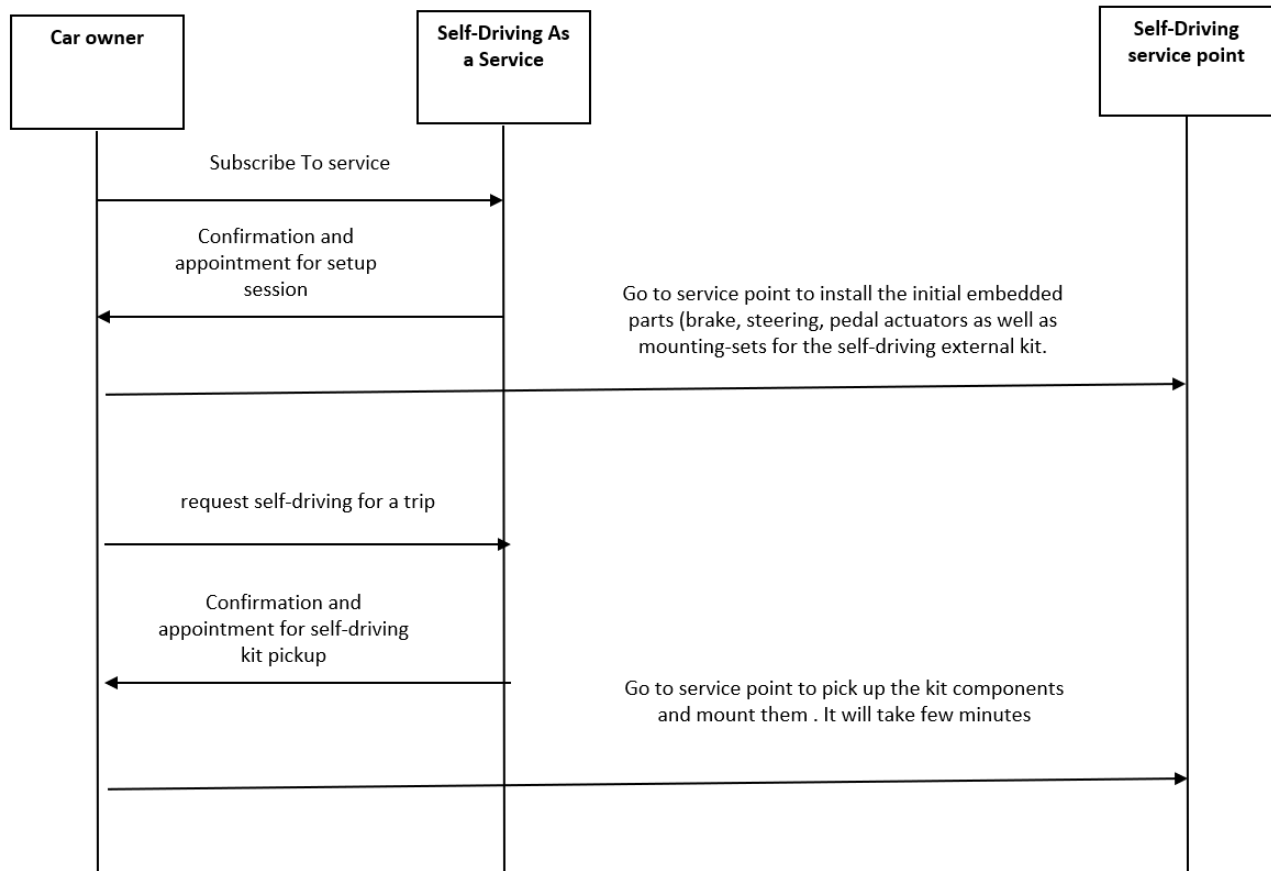 Car owner
Self-Driving As
a Service
Self-Driving
service point
Subscribe To service
Confirmation and
appointment for setup
session
Go to service point to install the initial embedded
parts (brake, steering, pedal actuators as well as
mounting-sets for the self-driving external kit.
request self-driving for a trip
Confirmation and
appointment for self-driving
kit pickup
Go to service point to pick up the kit components
and mount them . It will take few minutes